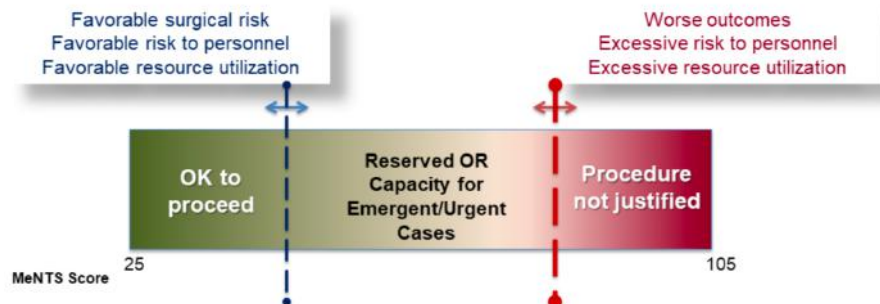 Favorable surgical risk
Favorable risk to personnel
Favorable resource utilization
Worse outcomes
Excessive risk to personnel
Excessive resource utilization
OK to
proceed
Reserved OR
Capacity for
Emergent/Urgent
Cases
Procedure
not justified
25
105
MeNTS Score